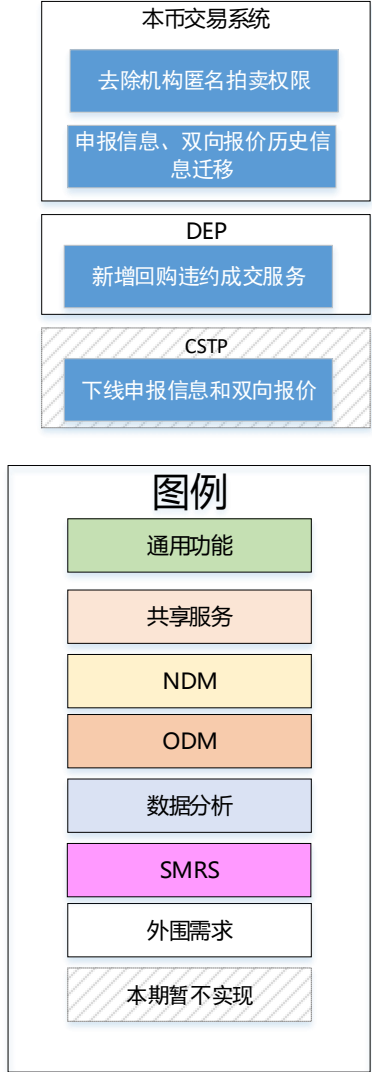 本币交易系统
去除机构匿名拍卖权限
申报信息、双向报价历史信
息迁移
DEP
新增回购违约成交服务
CSTP
下线申报信息和双向报价
图例
通用功能
共享服务
NDM
ODM
数据分析
SMRS
外围需求
本期暂不实现